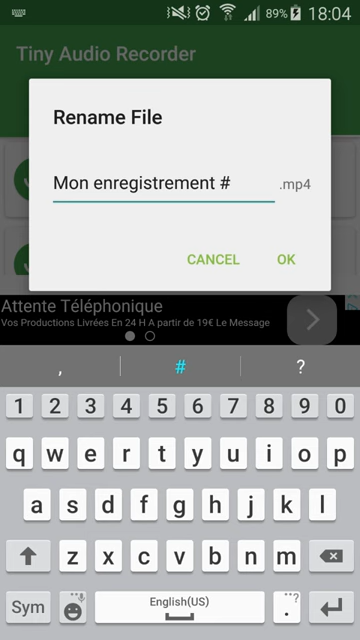 89% 18:04
Tiny Audio Recorder
Rename File
Mon enregistrement # .mp4
CANCEL OK
Attente Téléphonique
Vos Productions Livrées En 24 H A partir de 19€ Le Message
, # ?
1 2 3 4 5 6 7 8 9 0
q w e r t y u i o p
a s d f g h j k l
z x c v b n m
Sym English(US) . ?